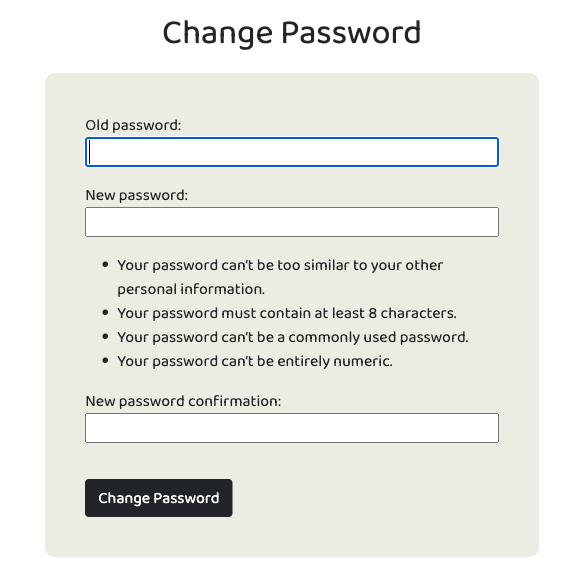 Change Password
Old password:
New password:
• Your password can’t be too similar to your other
personal information.
• Your password must contain at least 8 characters.
• Your password can’t be a commonly used password.
• Your password can’t be entirely numeric.
New password confirmation:
Change Password